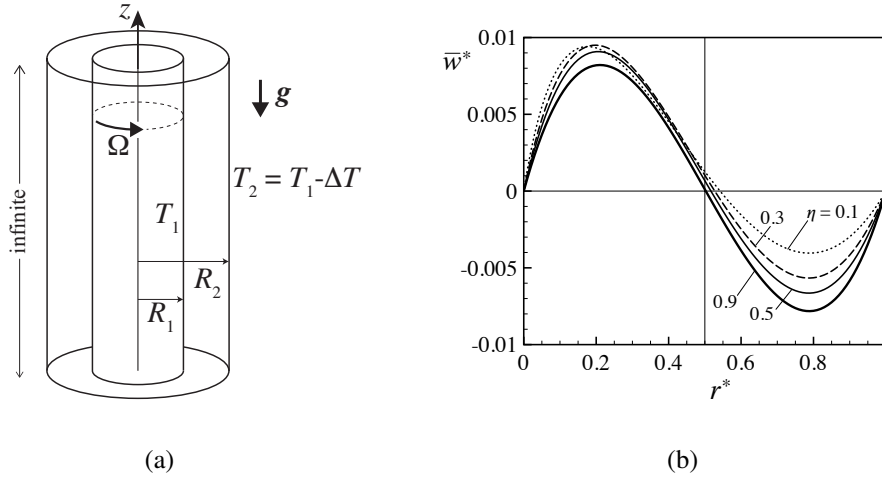 z
g
Ω
T₂ = T₁-ΔT
T₁
infinite
R₂
R₁
(a)
w̅*
0.01
0.005
0
-0.005
-0.01
η = 0.1
0.3
0.9
0.5
0 0.2 0.4 0.6 0.8
r*
(b)